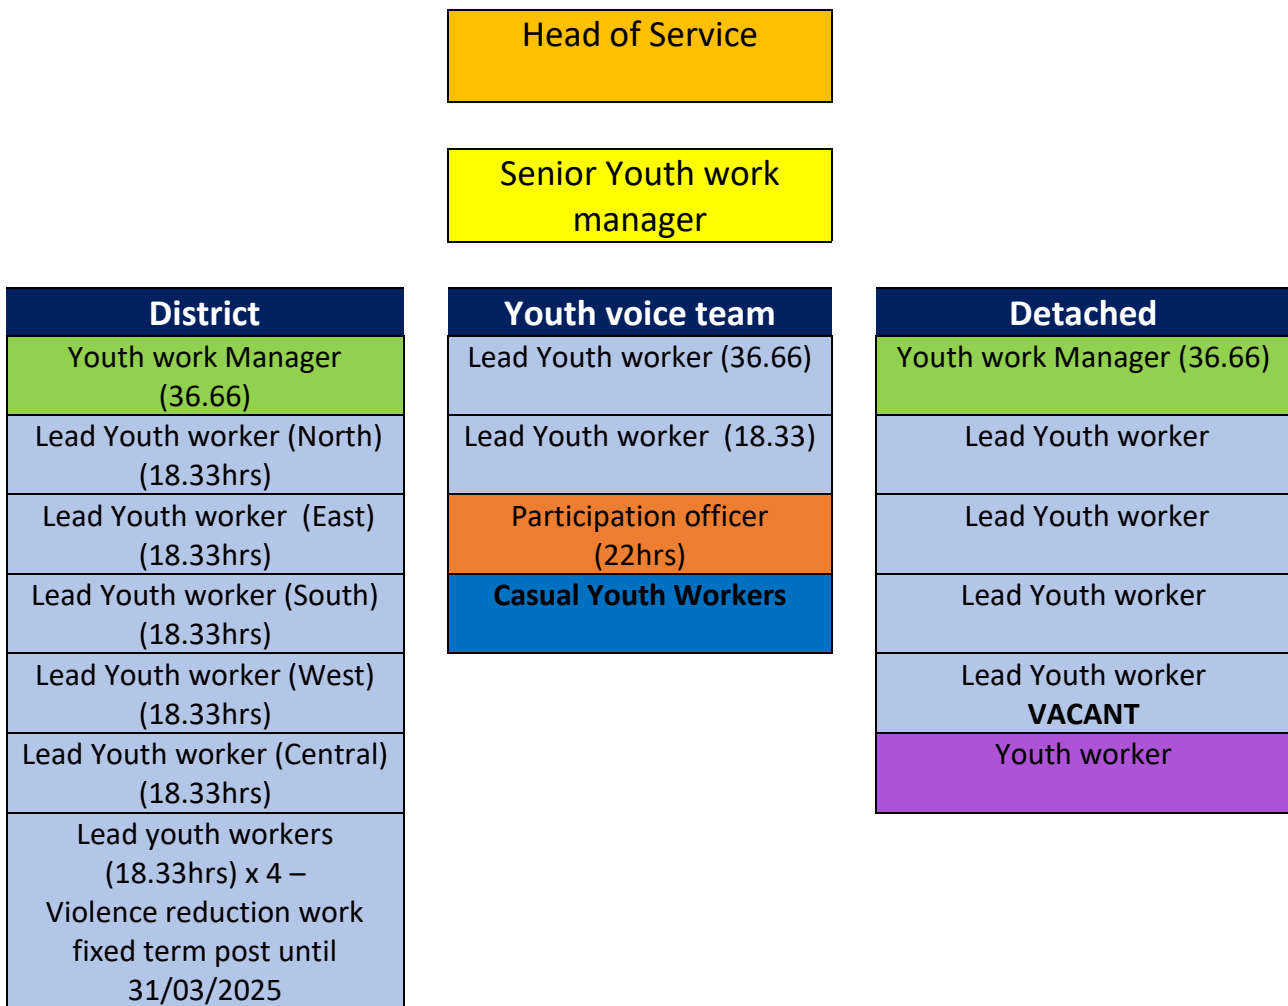 Head of Service
Senior Youth work
manager
District
Youth work Manager
(36.66)
Lead Youth worker (North)
(18.33hrs)
Lead Youth worker  (East)
(18.33hrs)
Lead Youth worker (South)
(18.33hrs)
Lead Youth worker (West)
(18.33hrs)
Lead Youth worker (Central)
(18.33hrs)
Lead youth workers
(18.33hrs) x 4 –
Violence reduction work
fixed term post until
31/03/2025
Youth voice team
Lead Youth worker (36.66)
Lead Youth worker  (18.33)
Participation officer
(22hrs)
Casual Youth Workers
Detached
Youth work Manager (36.66)
Lead Youth worker
Lead Youth worker
Lead Youth worker
Lead Youth worker
VACANT
Youth worker